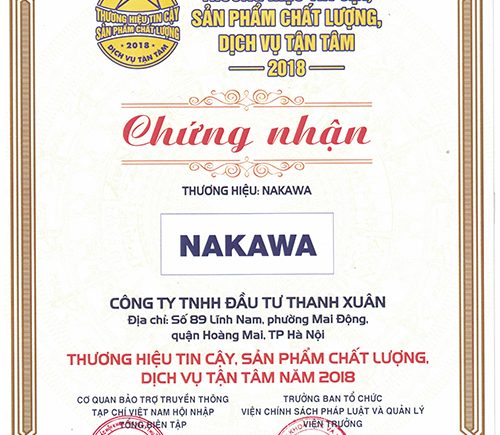 THƯƠNG HIỆU TIN CẬY
SẢN PHẨM CHẤT LƯỢNG
2018
DỊCH VỤ TẬN TÂM
THƯƠNG HIỆU TIN CẬY,
SẢN PHẨM CHẤT LƯỢNG,
DỊCH VỤ TẬN TÂM
2018
Chứng nhận
THƯƠNG HIỆU: NAKAWA
NAKAWA
CÔNG TY TNHH ĐẦU TƯ THANH XUÂN
Địa chỉ: Số 89 Lĩnh Nam, phường Mai Động,
quận Hoàng Mai, TP Hà Nội
THƯƠNG HIỆU TIN CẬY, SẢN PHẨM CHẤT LƯỢNG,
DỊCH VỤ TẬN TÂM NĂM 2018
CƠ QUAN BẢO TRỢ TRUYỀN THÔNG
TẠP CHÍ VIỆT NAM HỘI NHẬP
TỔNG BIÊN TẬP
TRƯỞNG BAN TỔ CHỨC
VIỆN CHÍNH SÁCH PHÁP LUẬT VÀ QUẢN LÝ
VIỆN TRƯỞNG